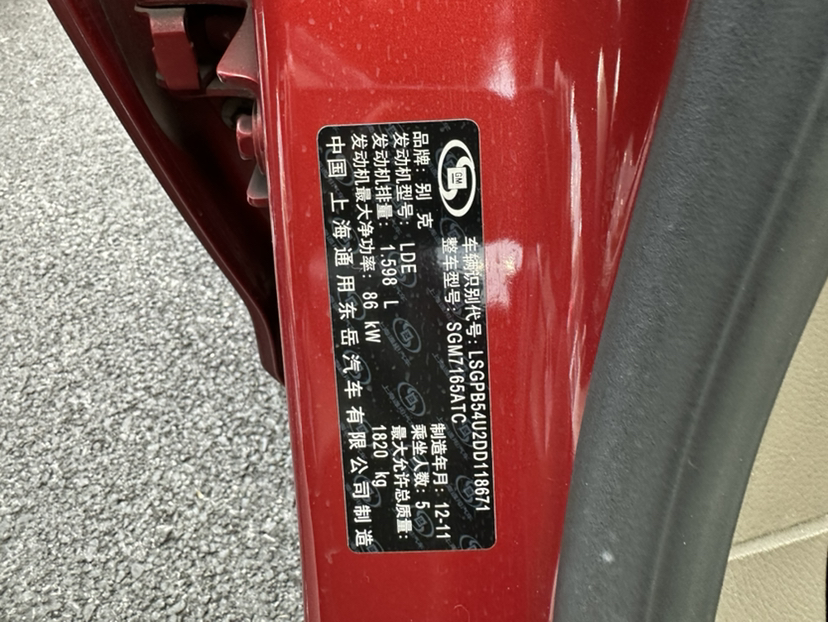 GM
车辆识别代号: LSGPB54U2DD118671
整车型号: SGM7165ATC
品牌: 别克 制造年月: 12-11
发动机型号: LDE 乘坐人数: 5
发动机排量: 1.598 L 最大允许总质量:
发动机最大净功率: 86 kW 1820 kg
中国 上海通用东岳汽车有限公司制造